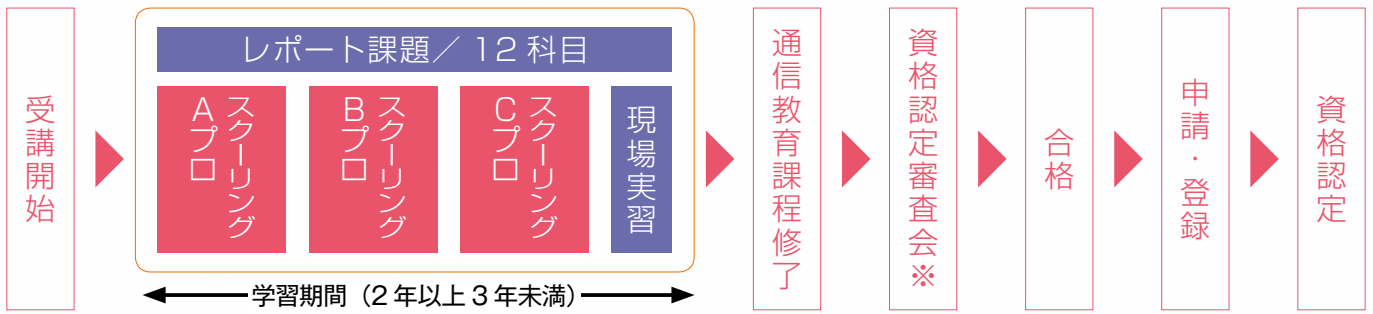 受講開始
レポート課題／12科目
スクーリング
Aプロ
スクーリング
Bプロ
スクーリング
Cプロ
現場実習
学習期間（2年以上3年未満）
通信教育課程修了
資格認定審査会※
合格
申請・登録
資格認定